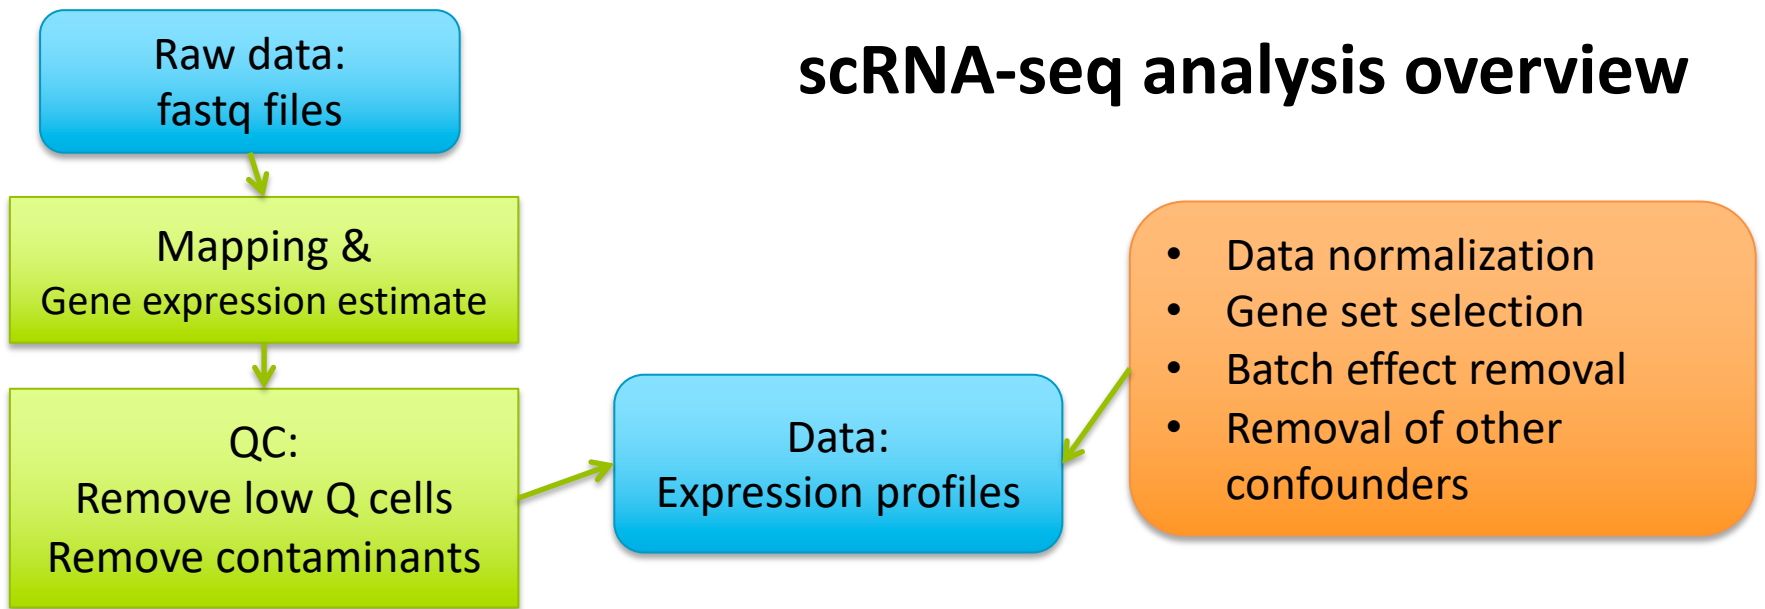 scRNA-seq analysis overview
Raw data:
fastq files
Mapping &
Gene expression estimate
QC:
Remove low Q cells
Remove contaminants
Data:
Expression profiles
• Data normalization
• Gene set selection
• Batch effect removal
• Removal of other
confounders